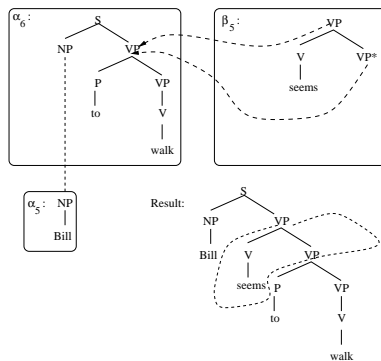 α6: S
NP VP
P VP
to V
walk
β5: VP
V VP*
seems
α5: NP
Bill
Result: S
NP VP
Bill V VP
seems P VP
to V
walk